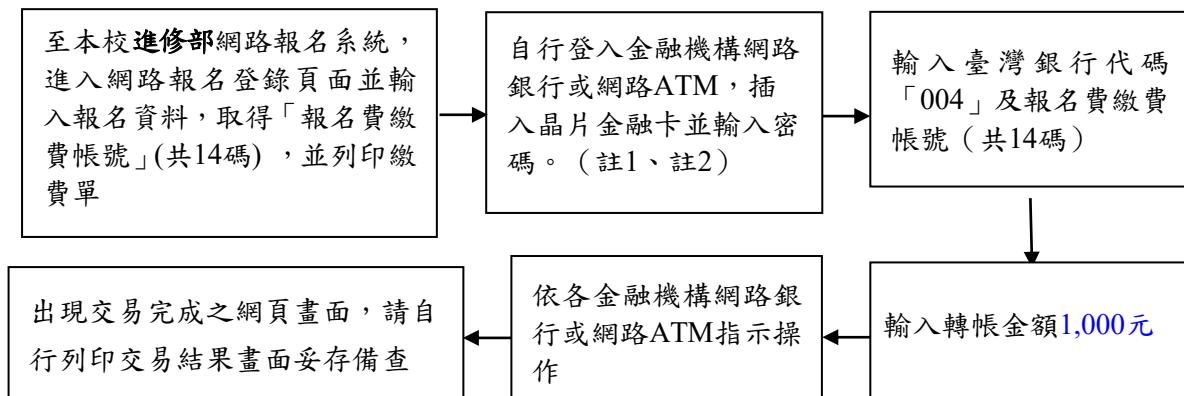 至本校進修部網路報名系統，
進入網路報名登錄頁面並輸
入報名資料，取得「報名費繳
費帳號」(共14碼) ，並列印繳
費單
自行登入金融機構網路
銀行或網路ATM，插
入晶片金融卡並輸入密
碼。（註1、註2）
輸入臺灣銀行代碼
「004」及報名費繳費
帳號（共14碼）
輸入轉帳金額1,000元
依各金融機構網路銀
行或網路ATM指示操
作
出現交易完成之網頁畫面，請自
行列印交易結果畫面妥存備查